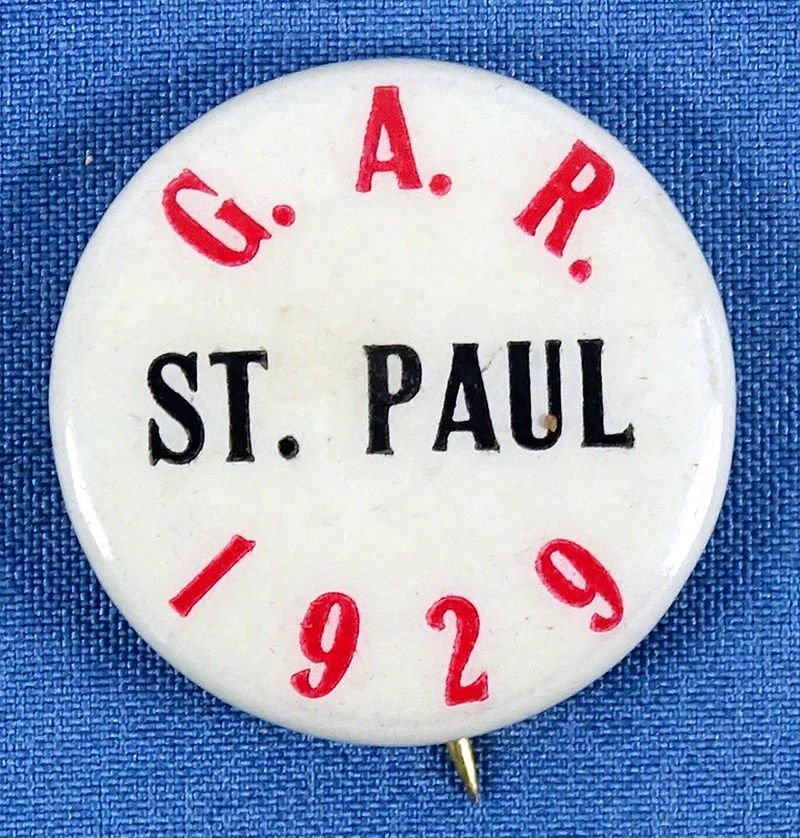 G. A. R.
ST. PAUL
1929